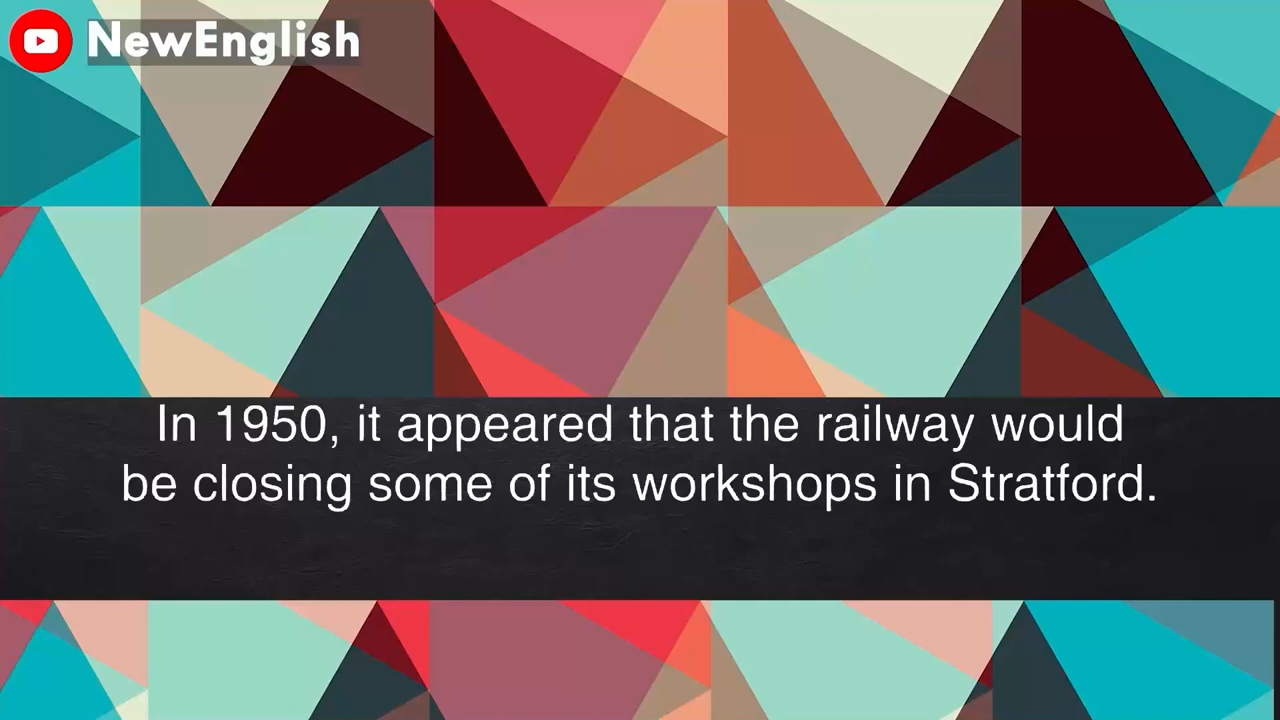 NewEnglish
In 1950, it appeared that the railway would
be closing some of its workshops in Stratford.